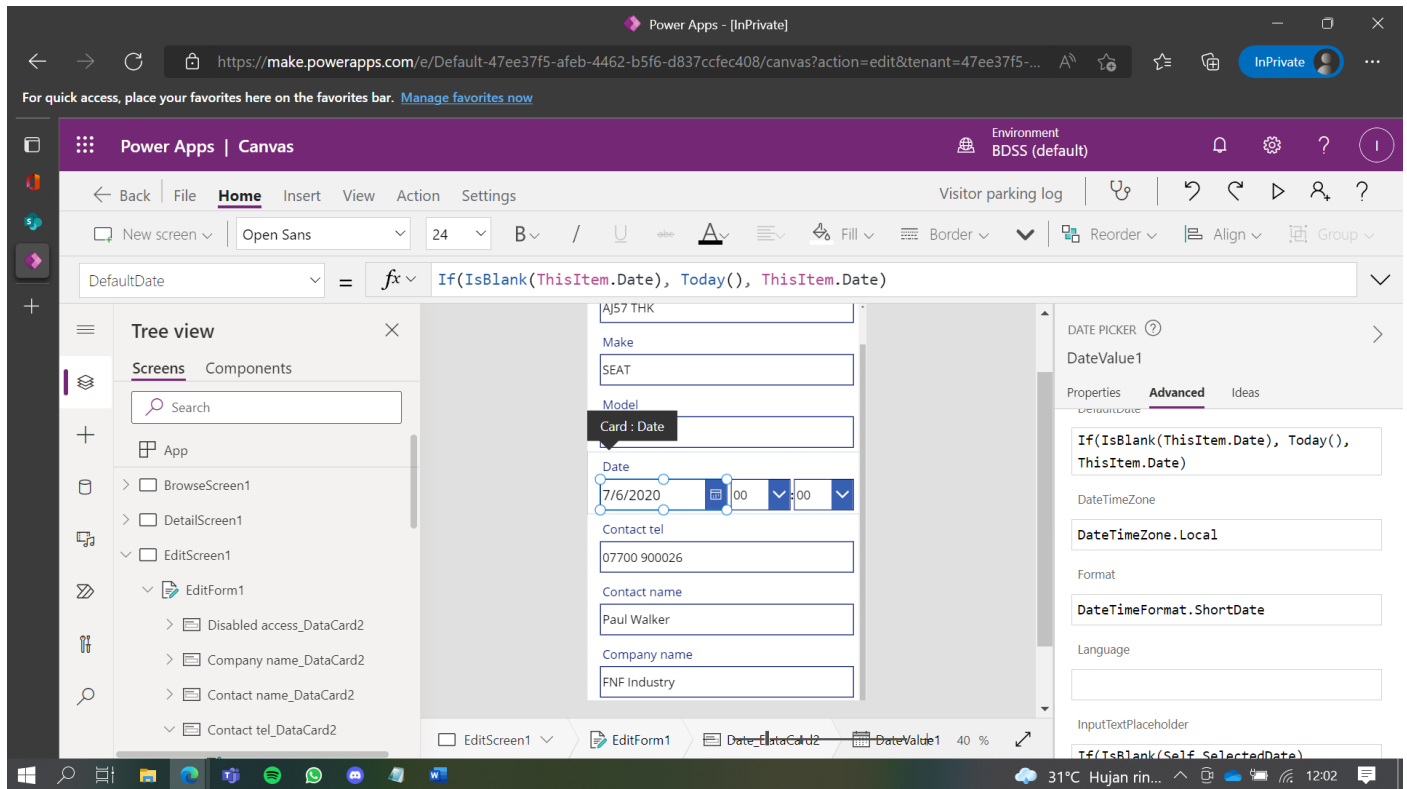 Power Apps - [InPrivate]
https://make.powerapps.com/e/Default-47ee37f5-afeb-4462-b5f6-d837ccfec408/canvas?action=edit&tenant=47ee37f5-...
InPrivate
For quick access, place your favorites here on the favorites bar. Manage favorites now
Power Apps | Canvas
Environment
BDSS (default)
Back File Home Insert View Action Settings
Visitor parking log
New screen Open Sans 24 B / U abc A Fill Border Reorder Align Group
DefaultDate = fx If(IsBlank(ThisItem.Date), Today(), ThisItem.Date)
Tree view
Screens Components
Search
App
BrowseScreen1
DetailScreen1
EditScreen1
EditForm1
Disabled access_DataCard2
Company name_DataCard2
Contact name_DataCard2
Contact tel_DataCard2
AJ57 THK
Make
SEAT
Model
Card : Date
Date
7/6/2020 00 : 00
Contact tel
07700 900026
Contact name
Paul Walker
Company name
FNF Industry
EditScreen1 EditForm1 Date_DataCard2 DateValue1 40 %
DATE PICKER
DateValue1
Properties Advanced Ideas
DefaultDate
If(IsBlank(ThisItem.Date), Today(),
ThisItem.Date)
DateTimeZone
DateTimeZone.Local
Format
DateTimeFormat.ShortDate
Language
InputTextPlaceholder
If(IsBlank(Self.SelectedDate)
31°C Hujan rin... 12:02